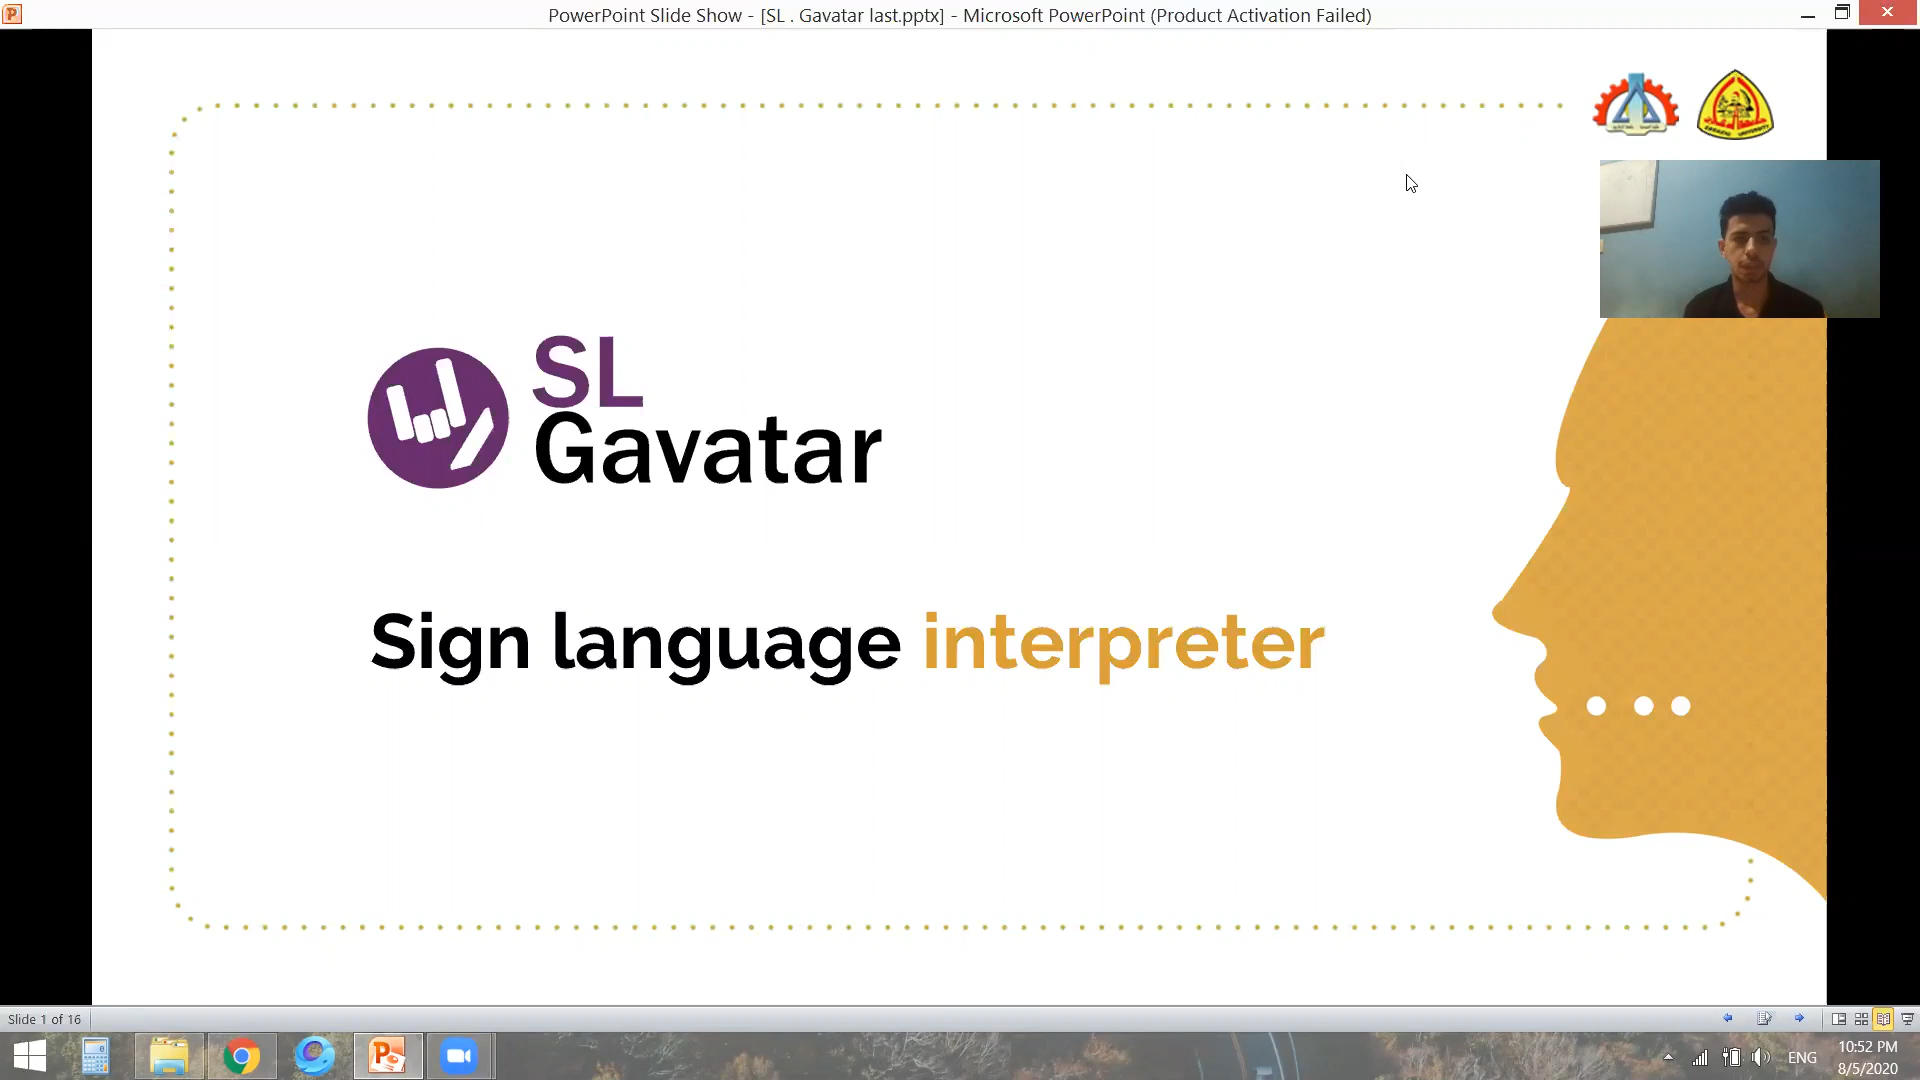 PowerPoint Slide Show - [SL . Gavatar last.pptx] - Microsoft PowerPoint (Product Activation Failed)
SL
Gavatar
Sign language interpreter
Slide 1 of 16
ENG
10:52 PM
8/5/2020